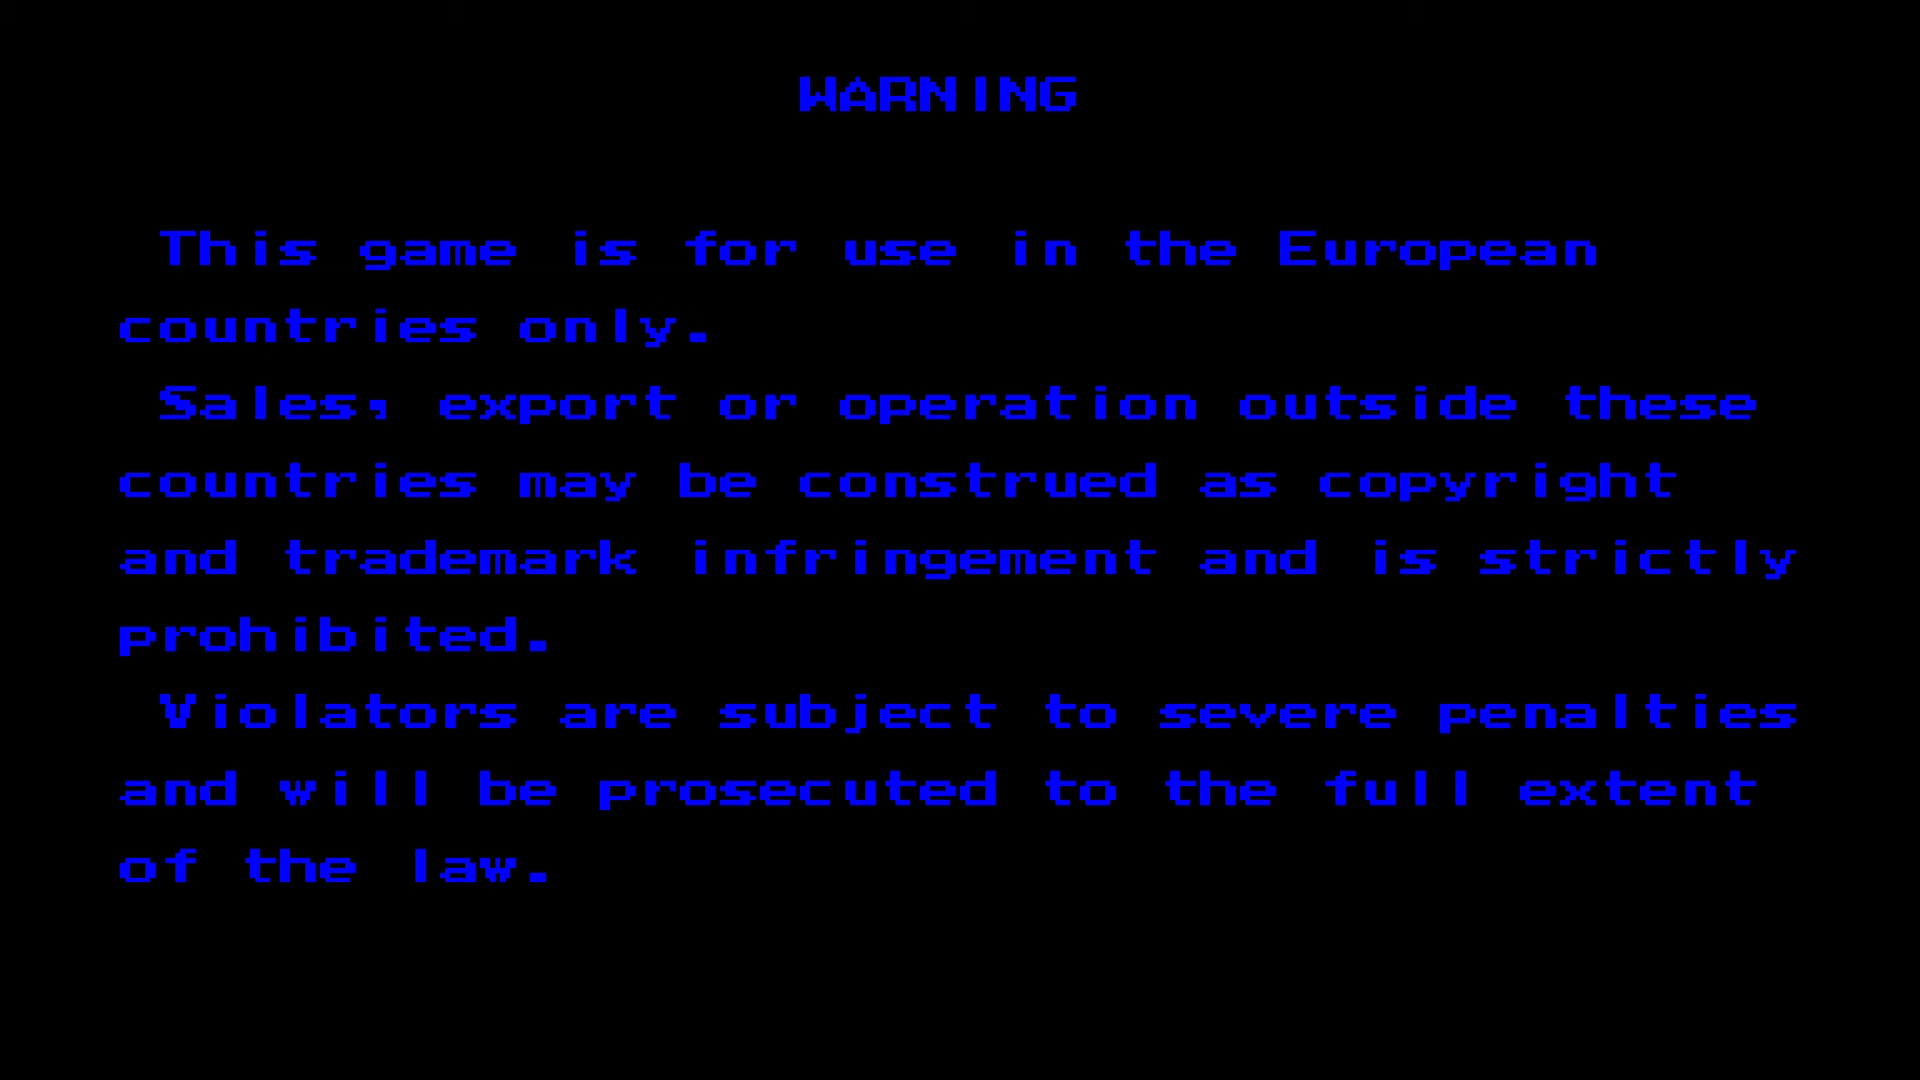 WARNING
This game is for use in the European
countries only.
Sales, export or operation outside these
countries may be construed as copyright
and trademark infringement and is strictly
prohibited.
Violators are subject to severe penalties
and will be prosecuted to the full extent
of the law.